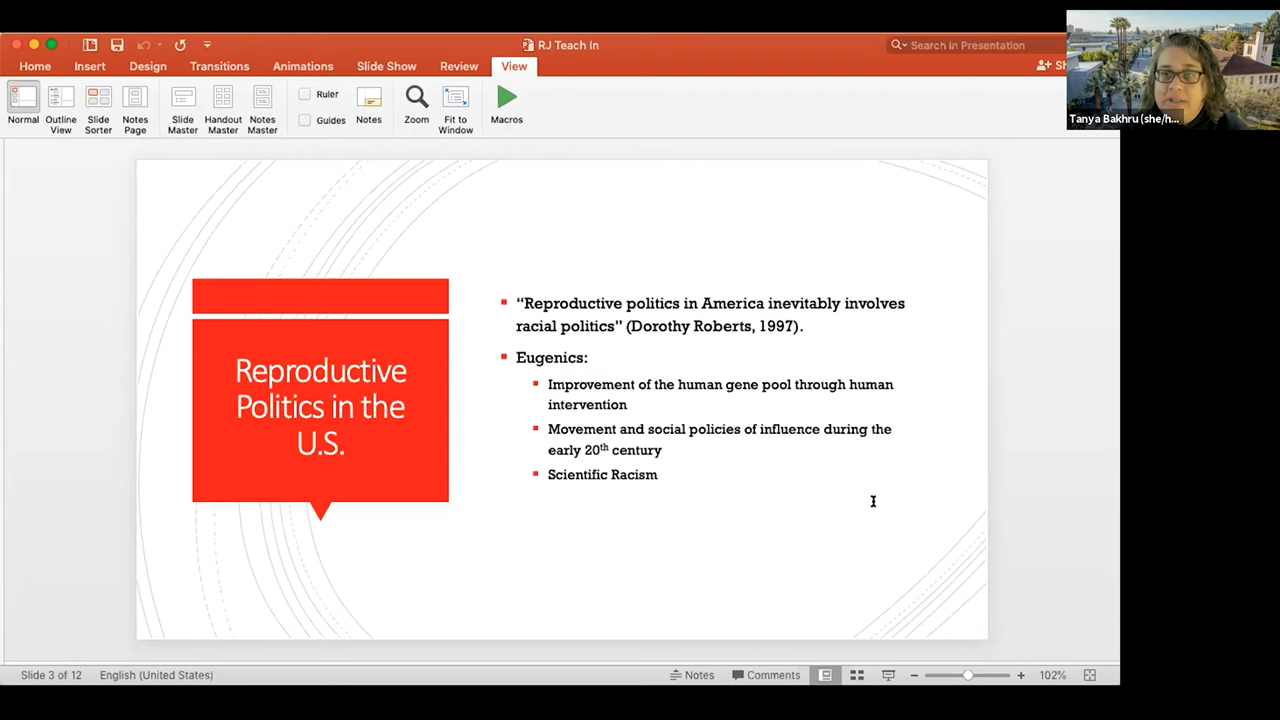 RJ Teach In
Search in Presentation
Home Insert Design Transitions Animations Slide Show Review View
Sh
Normal
Outline View
Slide Sorter
Notes Page
Slide Master
Handout Master
Notes Master
Ruler
Guides
Notes
Zoom
Fit to Window
Macros
Tanya Bakhru (she/h...
Reproductive
Politics in the
U.S.
“Reproductive politics in America inevitably involves
racial politics” (Dorothy Roberts, 1997).
Eugenics:
Improvement of the human gene pool through human
intervention
Movement and social policies of influence during the
early 20th century
Scientific Racism
Slide 3 of 12 English (United States) Notes Comments 102%